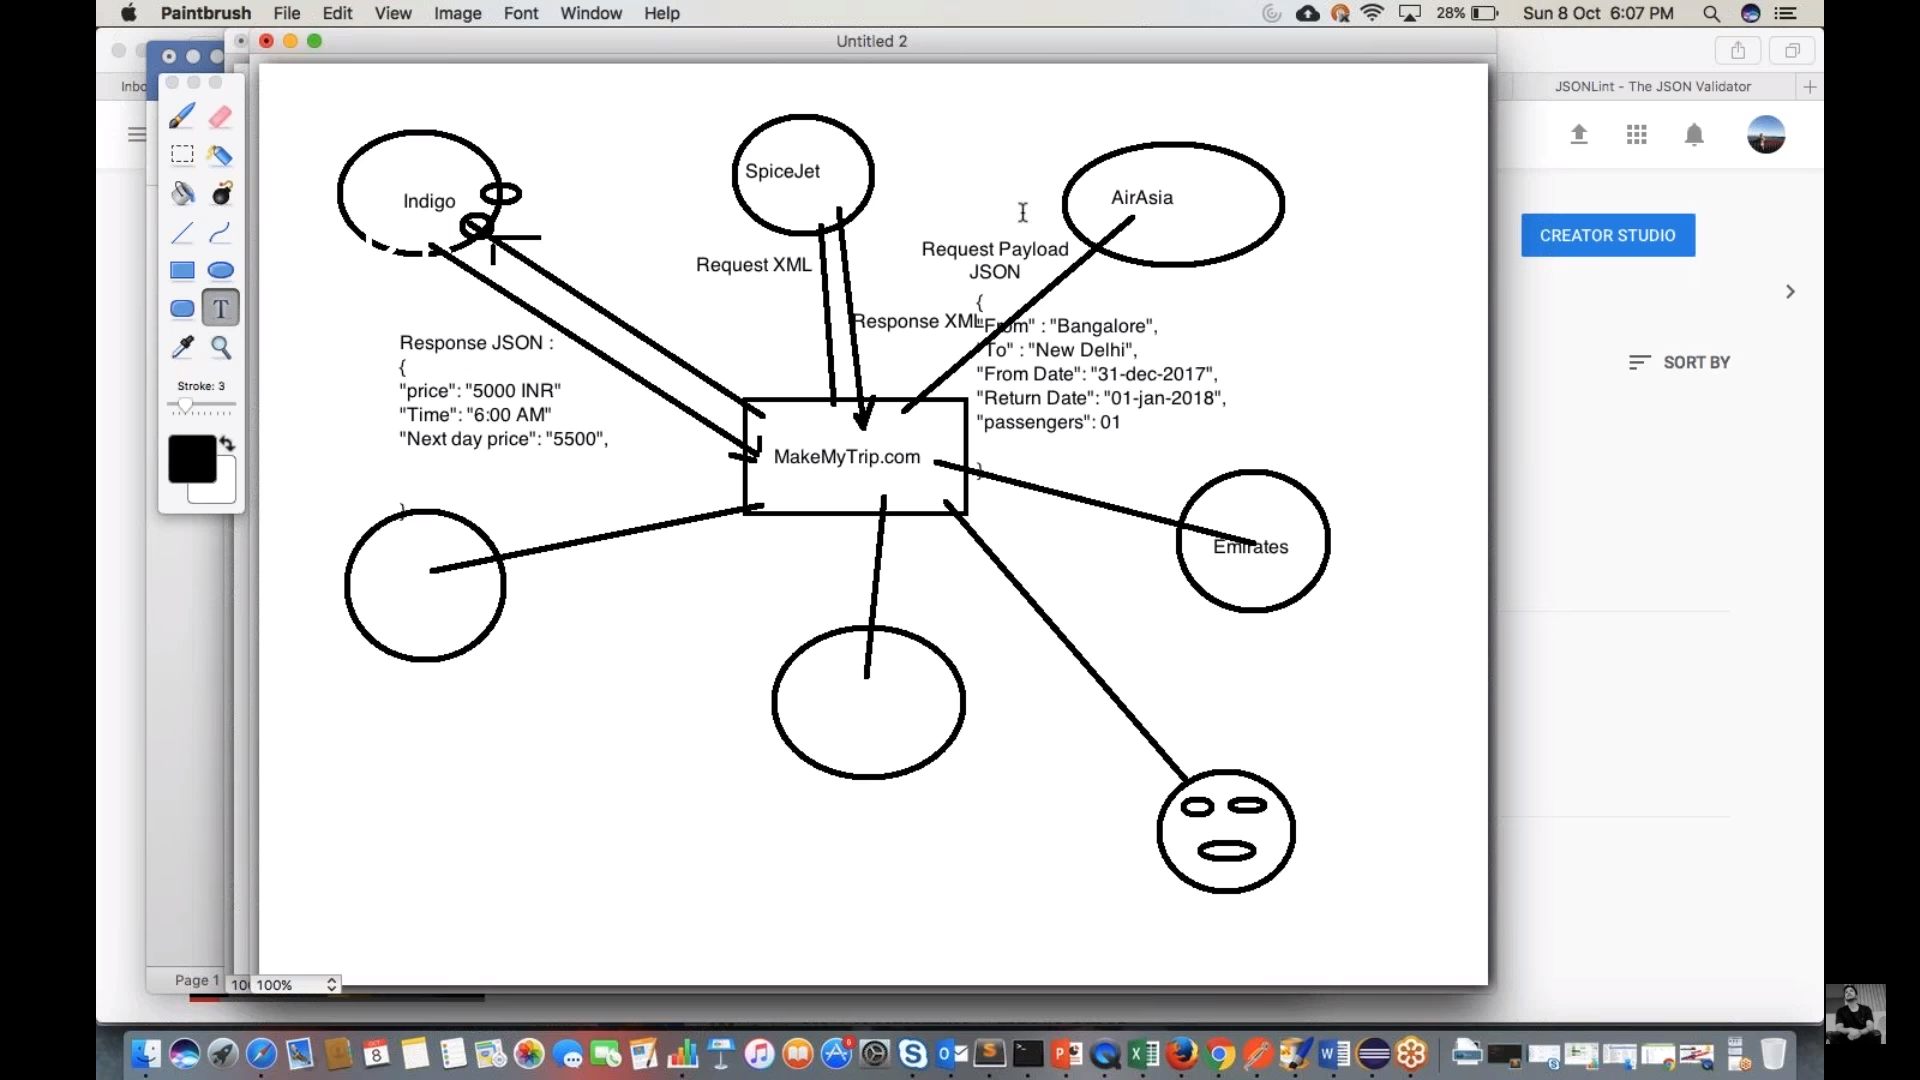 Paintbrush File Edit View Image Font Window Help
28% Sun 8 Oct 6:07 PM
Untitled 2
Inbo
JSONLint - The JSON Validator
CREATOR STUDIO
SORT BY
Stroke: 3
Indigo
SpiceJet
AirAsia
Request XML
Request Payload
JSON
Response XML
{
"From" : "Bangalore",
"To" : "New Delhi",
"From Date": "31-dec-2017",
"Return Date": "01-jan-2018",
"passengers": 01
}
Response JSON :
{
"price": "5000 INR"
"Time": "6:00 AM"
"Next day price": "5500",
}
MakeMyTrip.com
Emirates
Page 1
10
100%
8